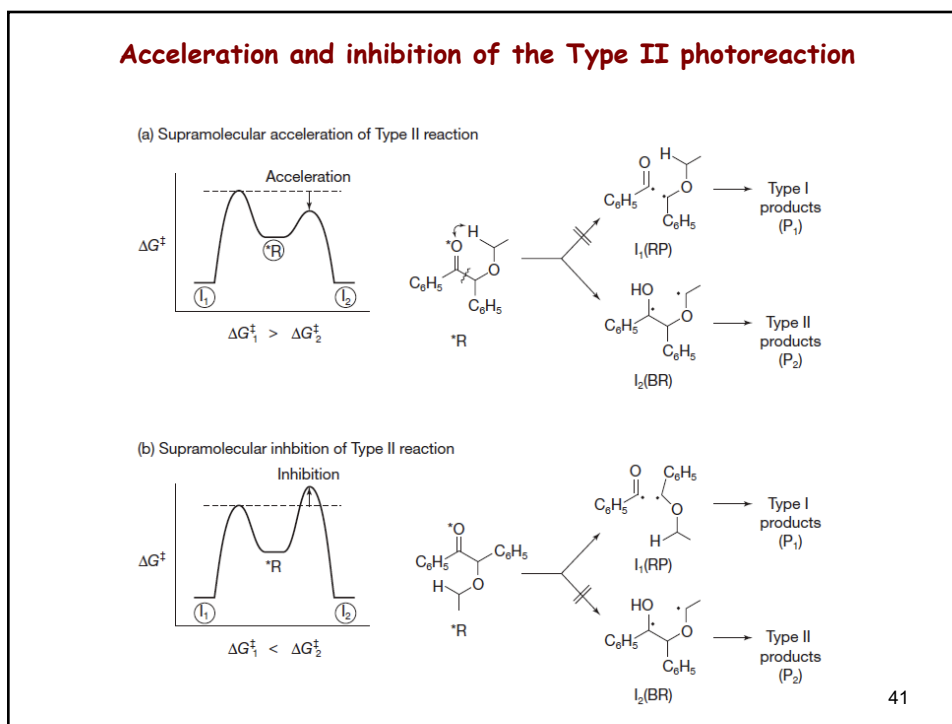 Acceleration and inhibition of the Type II photoreaction
(a) Supramolecular acceleration of Type II reaction
Acceleration
ΔG‡
*R
I₁
I₂
ΔG‡₁ > ΔG‡₂
H
*O
O
C₆H₅
r
C₆H₅
*R
H
O
O
C₆H₅
C₆H₅
I₁(RP)
Type I
products
(P₁)
HO
O
C₆H₅
C₆H₅
I₂(BR)
Type II
products
(P₂)
(b) Supramolecular inhbition of Type II reaction
Inhibition
ΔG‡
*R
I₁
I₂
ΔG‡₁ < ΔG‡₂
*O
C₆H₅
C₆H₅
H
O
*R
O
C₆H₅
C₆H₅
O
H
I₁(RP)
Type I
products
(P₁)
HO
O
C₆H₅
C₆H₅
I₂(BR)
Type II
products
(P₂)
41